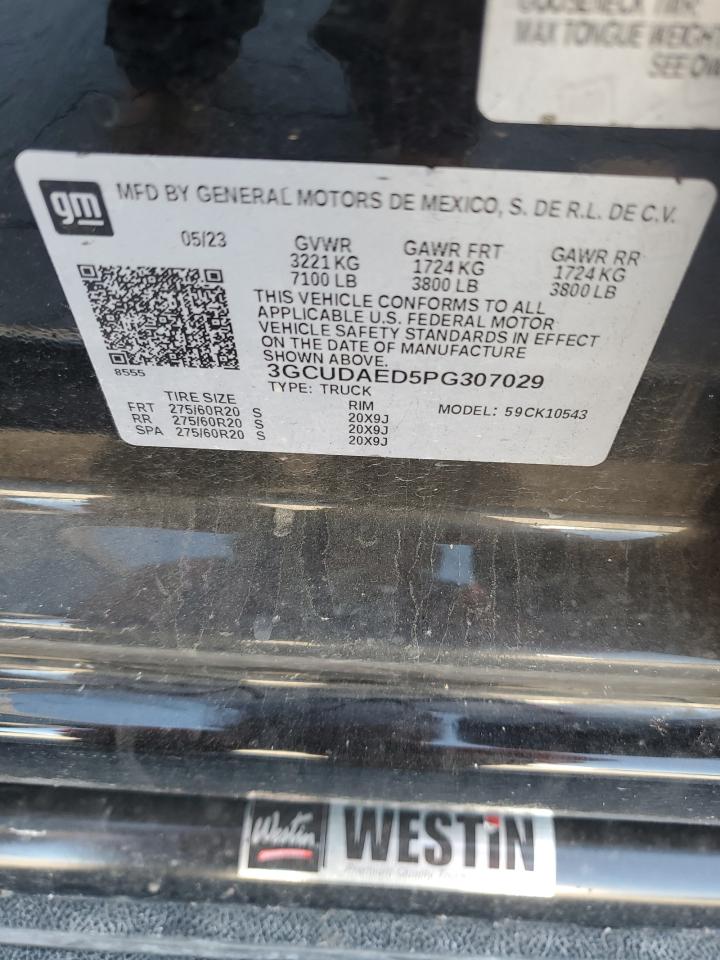 GOOSENECK TWR
MAX TONGUE WEIGHT
SEE OW
gm MFD BY GENERAL MOTORS DE MEXICO, S. DE R.L. DE C.V.
05/23 GVWR GAWR FRT GAWR RR
3221 KG 1724 KG 1724 KG
7100 LB 3800 LB 3800 LB
THIS VEHICLE CONFORMS TO ALL
APPLICABLE U.S. FEDERAL MOTOR
VEHICLE SAFETY STANDARDS IN EFFECT
ON THE DATE OF MANUFACTURE
SHOWN ABOVE.
8555
3GCUDAED5PG307029
TYPE: TRUCK
TIRE SIZE RIM MODEL: 59CK10543
FRT 275/60R20 S 20X9J
RR 275/60R20 S 20X9J
SPA 275/60R20 S 20X9J
Westin WESTiN